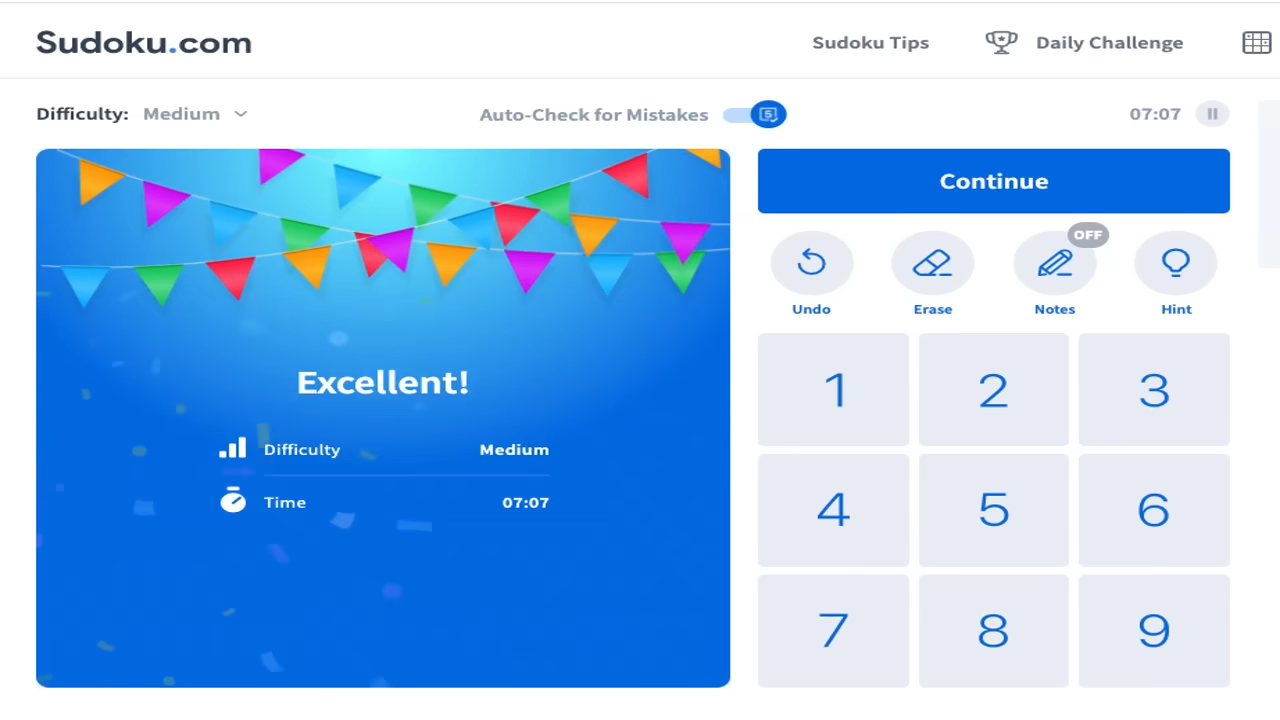 Sudoku.com
Sudoku Tips
Daily Challenge
Difficulty: Medium
Auto-Check for Mistakes
07:07
Continue
OFF
Undo
Erase
Notes
Hint
Excellent!
Difficulty Medium
Time 07:07
1 2 3
4 5 6
7 8 9